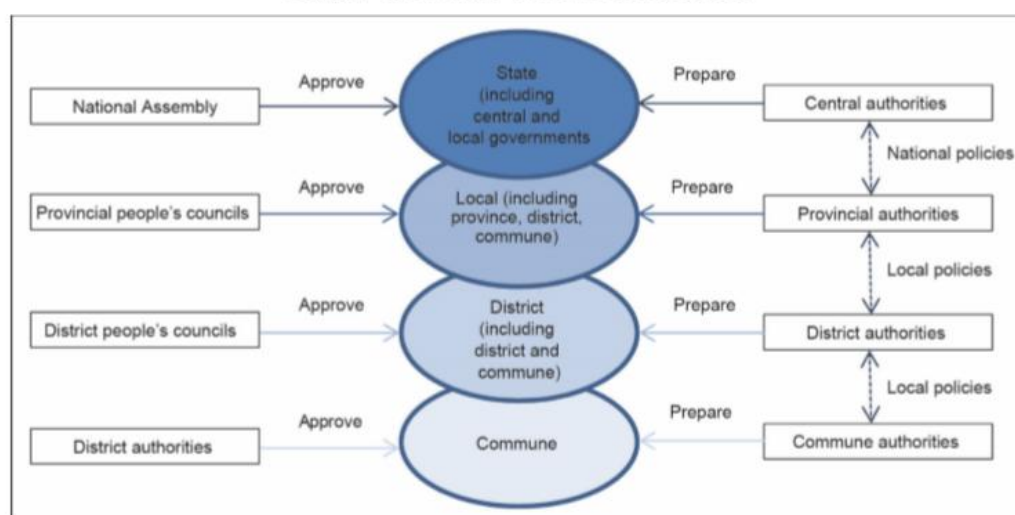 Approve
State
Prepare
(including
National Assembly
central and
Central authorities
local governments
National policies
Approve
Local (including
Prepare
Provincial people's councils
province, district,
Provincial authorities
commune)
Local policies
Approve
District
Prepare
District people's councils
(including
District authorities
district and
commune)
Local policies
Approve
Prepare
District authorities
Commune
Commune authorities